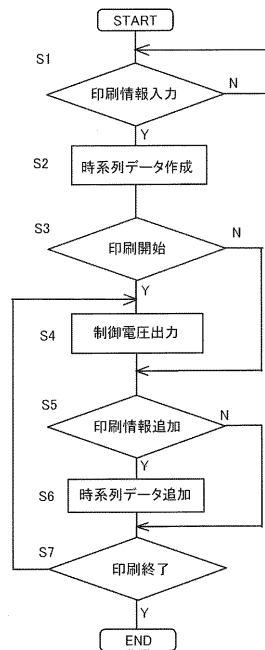 START
S1
印刷情報入力
N
Y
S2
時系列データ作成
S3
印刷開始
N
Y
S4
制御電圧出力
S5
印刷情報追加
N
Y
S6
時系列データ追加
S7
印刷終了
Y
END